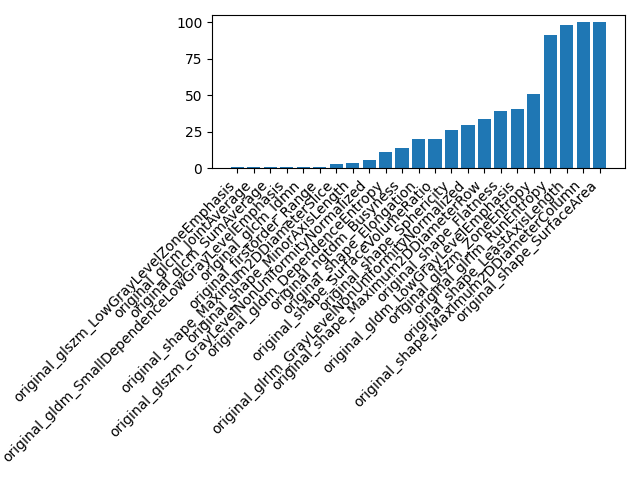 100
75
50
25
0
original_glszm_LowGrayLevelZoneEmphasis
original_glcm_JointAverage
original_glcm_SumAverage
original_gldm_SmallDependenceLowGrayLevelEmphasis
original_glcm_Idmn
original_firstorder_Range
original_shape_Maximum2DDiameterSlice
original_shape_MinorAxisLength
original_glszm_GrayLevelNonUniformityNormalized
original_gldm_DependenceEntropy
original_ngtdm_Busyness
original_shape_Elongation
original_shape_SurfaceVolumeRatio
original_shape_Sphericity
original_glrlm_GrayLevelNonUniformityNormalized
original_shape_Maximum2DDiameterRow
original_shape_Flatness
original_gldm_LowGrayLevelEmphasis
original_glszm_ZoneEntropy
original_glrlm_RunEntropy
original_shape_LeastAxisLength
original_shape_Maximum2DDiameterColumn
original_shape_SurfaceArea